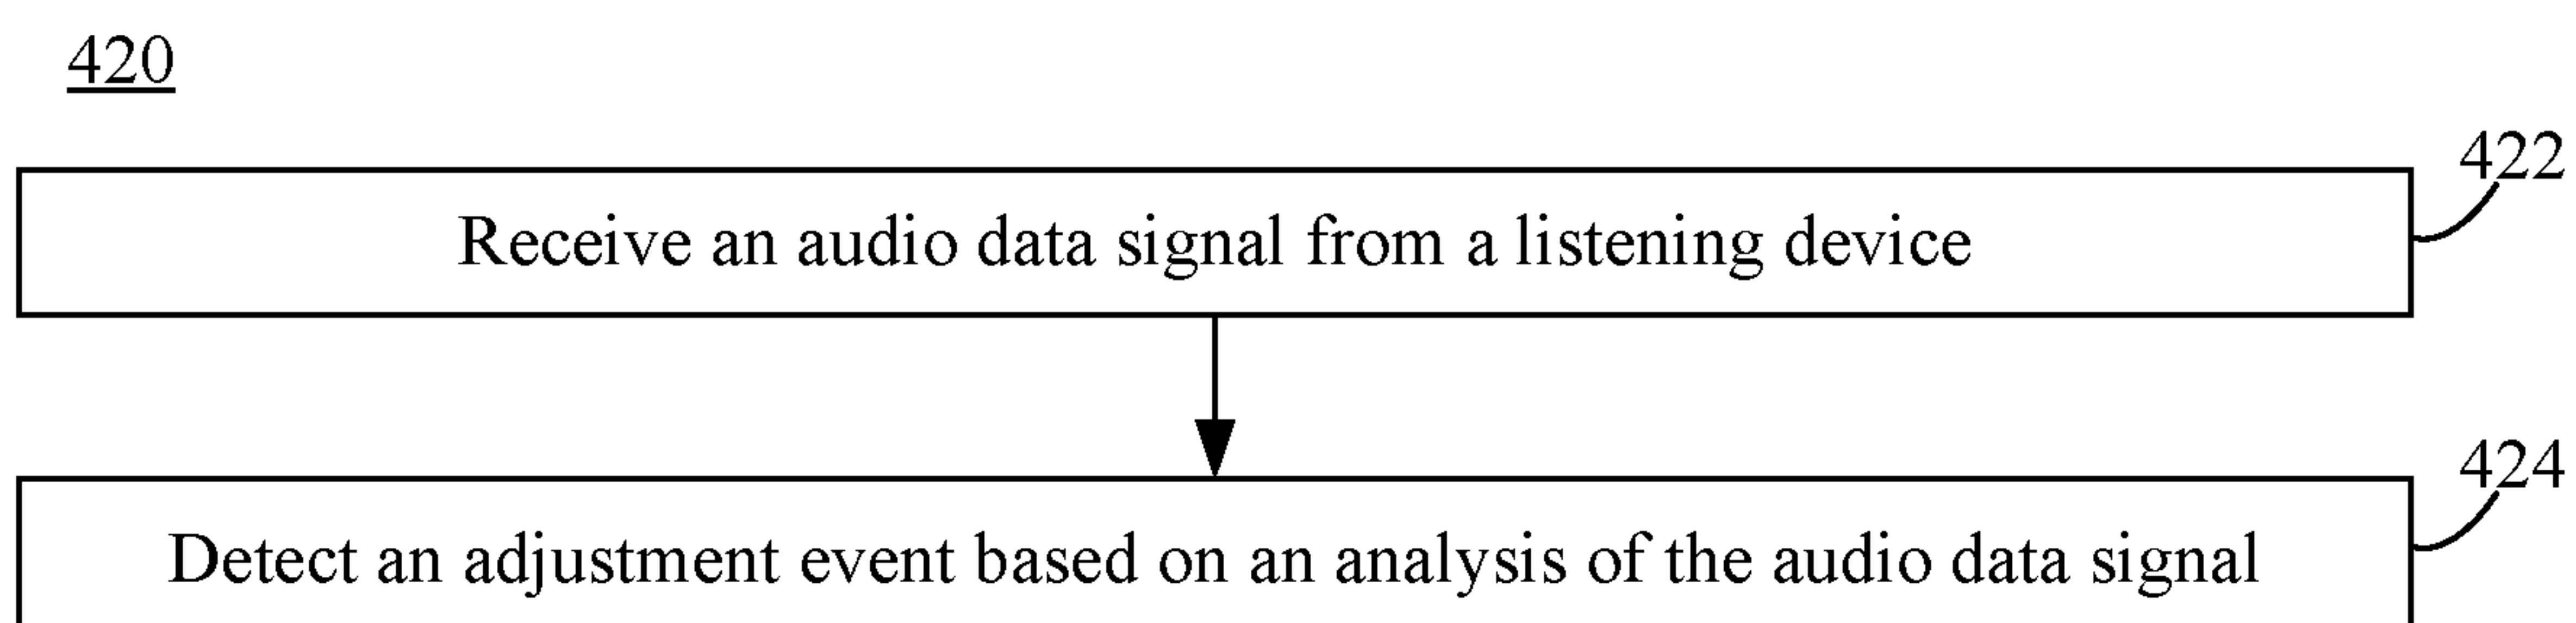 420
422
Receive an audio data signal from a listening device
424
Detect an adjustment event based on an analysis of the audio data signal